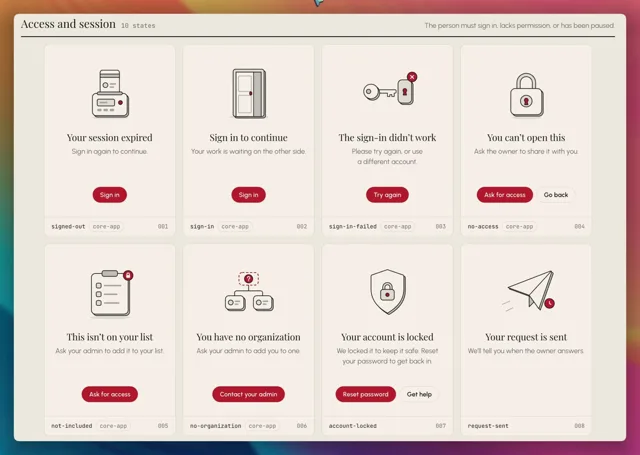 Access and session 10 states
The person must sign in, lacks permission, or has been paused.
Your session expired
Sign in again to continue.
Sign in
signed-out core-app 001
Sign in to continue
Your work is waiting on the other side.
Sign in
sign-in core-app 002
The sign-in didn't work
Please try again, or use
a different account.
Try again
sign-in-failed core-app 003
You can't open this
Ask the owner to share it with you.
Ask for access Go back
no-access core-app 004
This isn't on your list
Ask your admin to add it to your list.
Ask for access
not-included core-app 005
?
You have no organization
Ask your admin to add you to one.
Contact your admin
no-organization core-app 006
Your account is locked
We locked it to keep it safe. Reset
your password to get back in.
Reset password Get help
account-locked 007
Your request is sent
We'll tell you when the owner answers.
request-sent 008